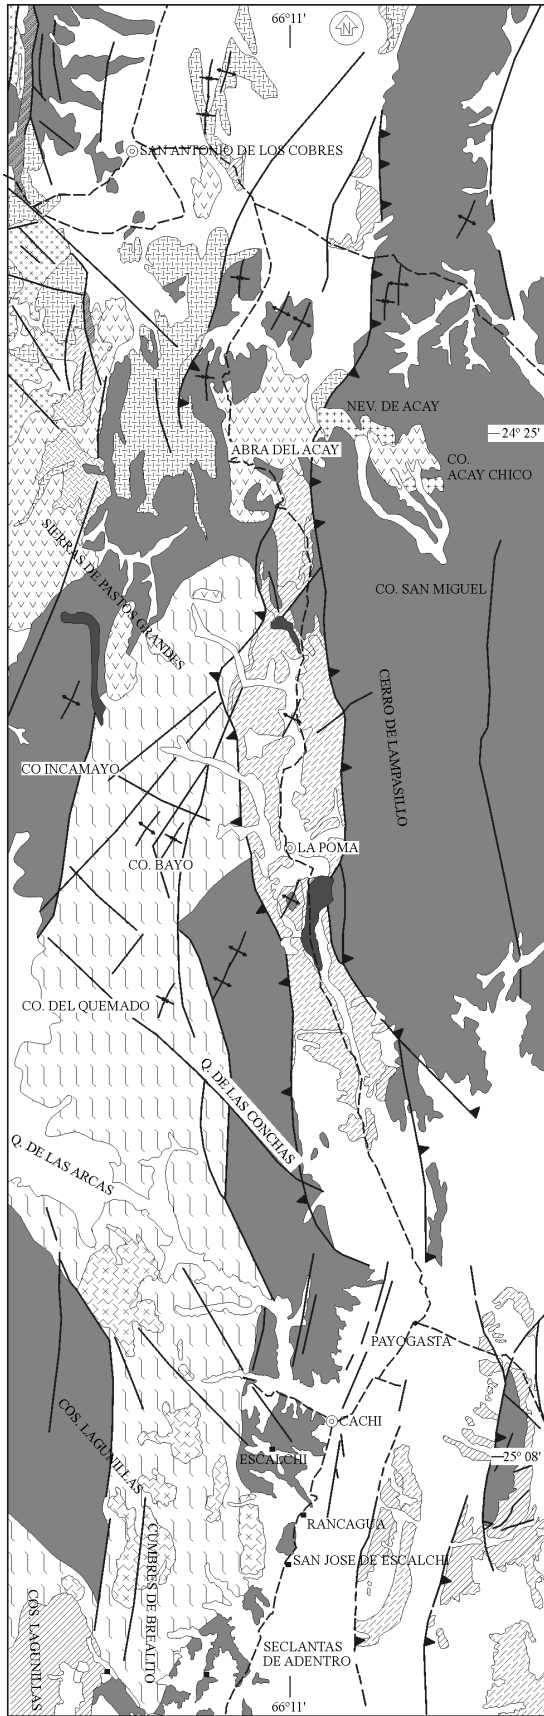 66°11'
N
SAN ANTONIO DE LOS COBRES
NEV. DE ACAY
—24° 25'
ABRA DEL ACAY
CO.
ACAY CHICO
SIERRAS DE PASTOS GRANDES
CO. SAN MIGUEL
CERRO DE LAMPASILLO
CO INCAMAYO
LA POMA
CO. BAYO
CO. DEL QUEMADO
Q. DE LAS CONCHAS
Q. DE LAS ARCAS
PAYOGASTA
COS. LAGUNILLAS
CACHI
ESCALCHI
—25° 08'
RANCAGUA
CUMBRES DE BREALITO
SAN JOSE DE ESCALCHI
COS. LAGUNILLAS
SECLANTAS
DE ADENTRO
66°11'